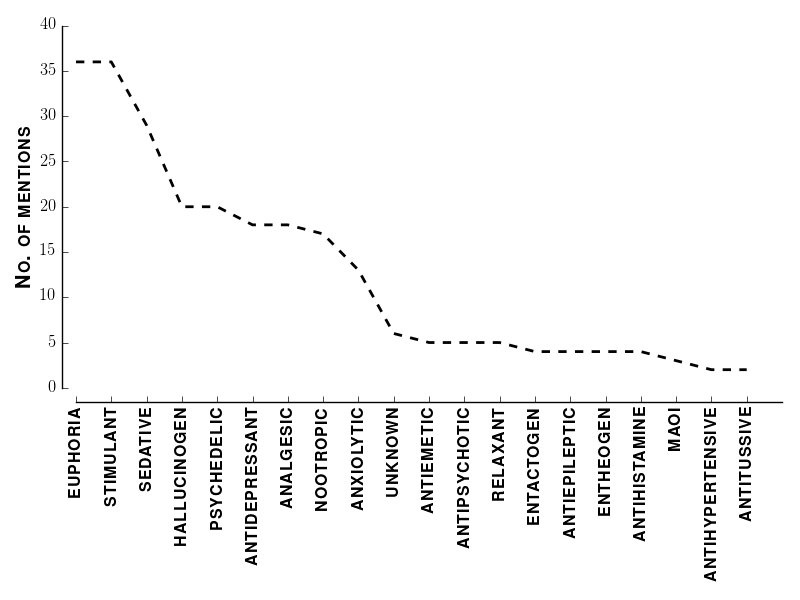 40
35
30
25
20
15
10
5
0
No. of mentions
EUPHORIA
STIMULANT
SEDATIVE
HALLUCINOGEN
PSYCHEDELIC
ANTIDEPRESSANT
ANALGESIC
NOOTROPIC
ANXIOLYTIC
UNKNOWN
ANTIEMETIC
ANTIPSYCHOTIC
RELAXANT
ENTACTOGEN
ANTIEPILEPTIC
ENTHEOGEN
ANTIHISTAMINE
MAOI
ANTIHYPERTENSIVE
ANTITUSSIVE